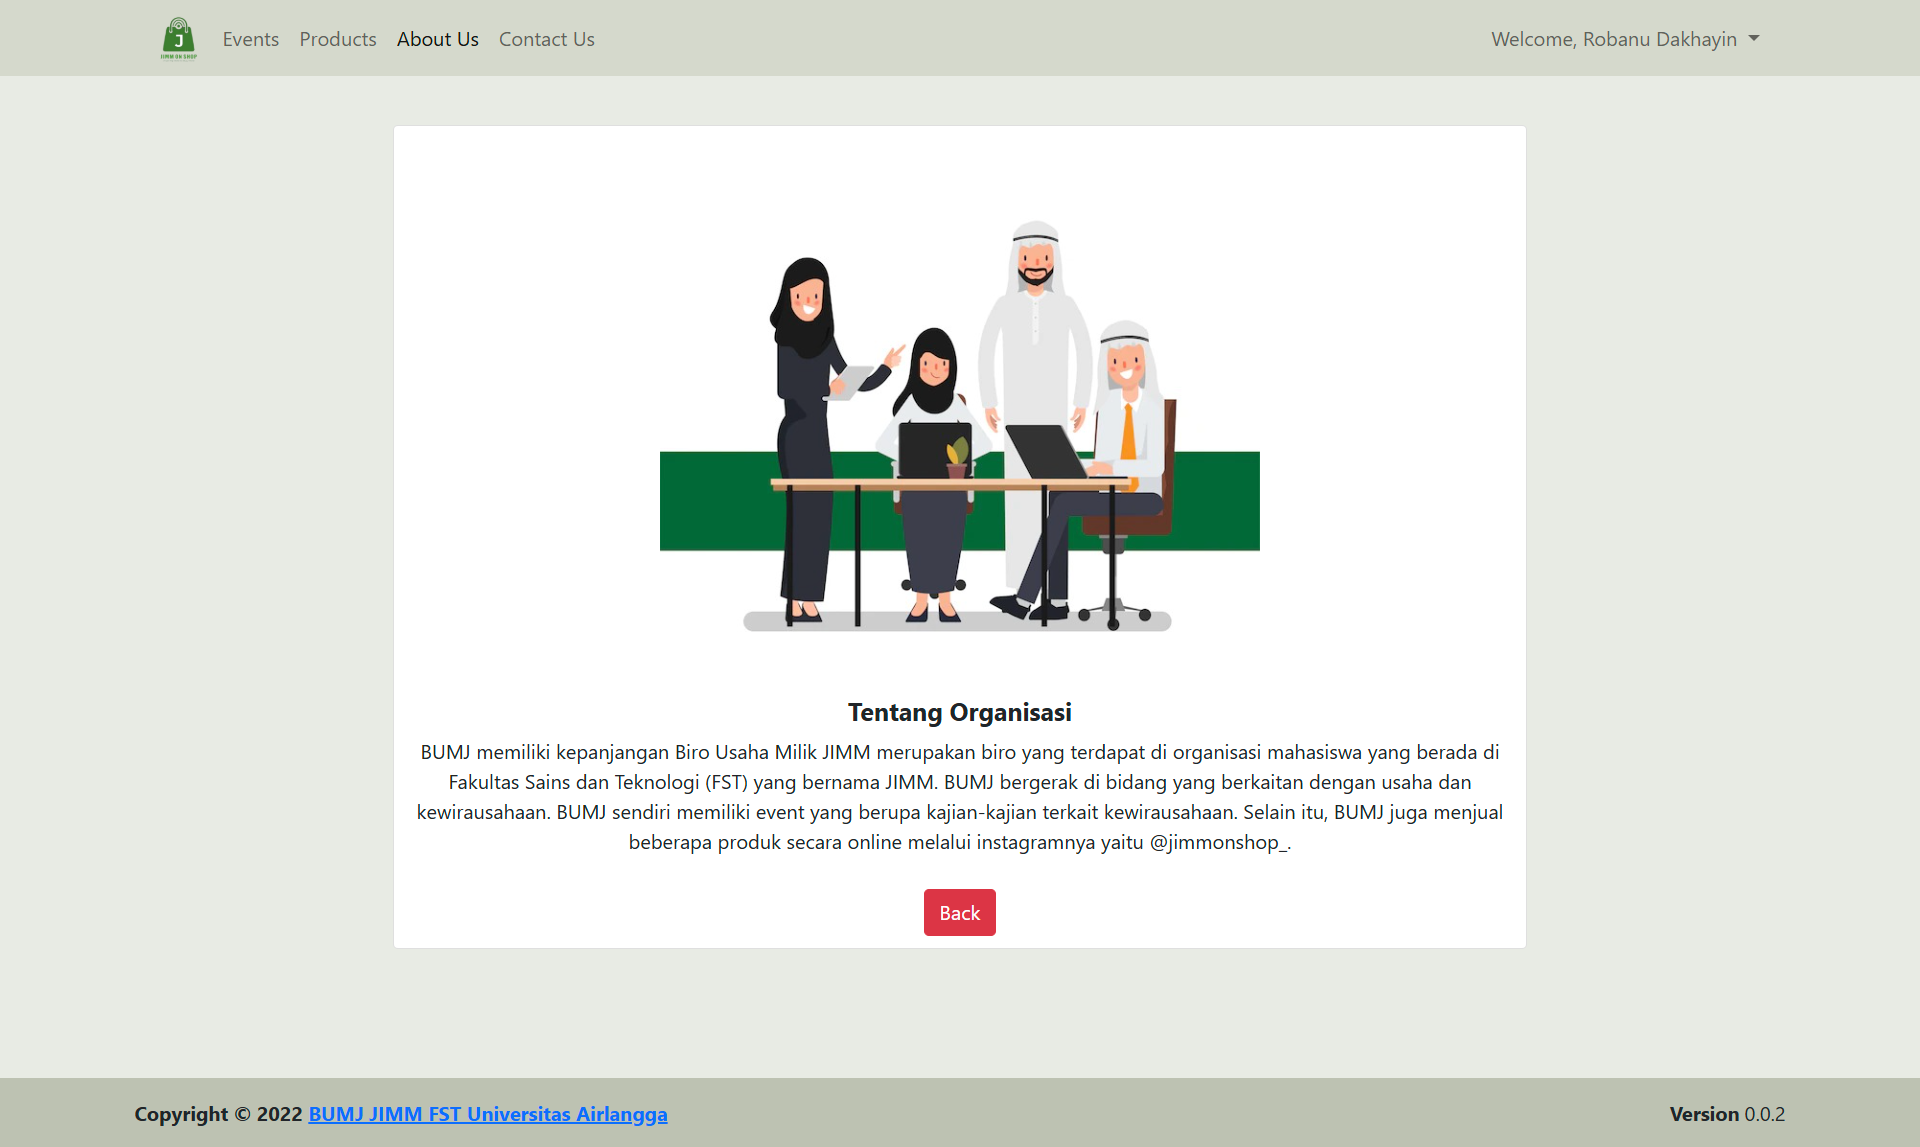 J
JIMM ON SHOP
Events
Products
About Us
Contact Us
Welcome, Robanu Dakhayin
Tentang Organisasi
BUMJ memiliki kepanjangan Biro Usaha Milik JIMM merupakan biro yang terdapat di organisasi mahasiswa yang berada di
Fakultas Sains dan Teknologi (FST) yang bernama JIMM. BUMJ bergerak di bidang yang berkaitan dengan usaha dan
kewirausahaan. BUMJ sendiri memiliki event yang berupa kajian-kajian terkait kewirausahaan. Selain itu, BUMJ juga menjual
beberapa produk secara online melalui instagramnya yaitu @jimmonshop_.
Back
Copyright © 2022 BUMJ JIMM FST Universitas Airlangga
Version 0.0.2